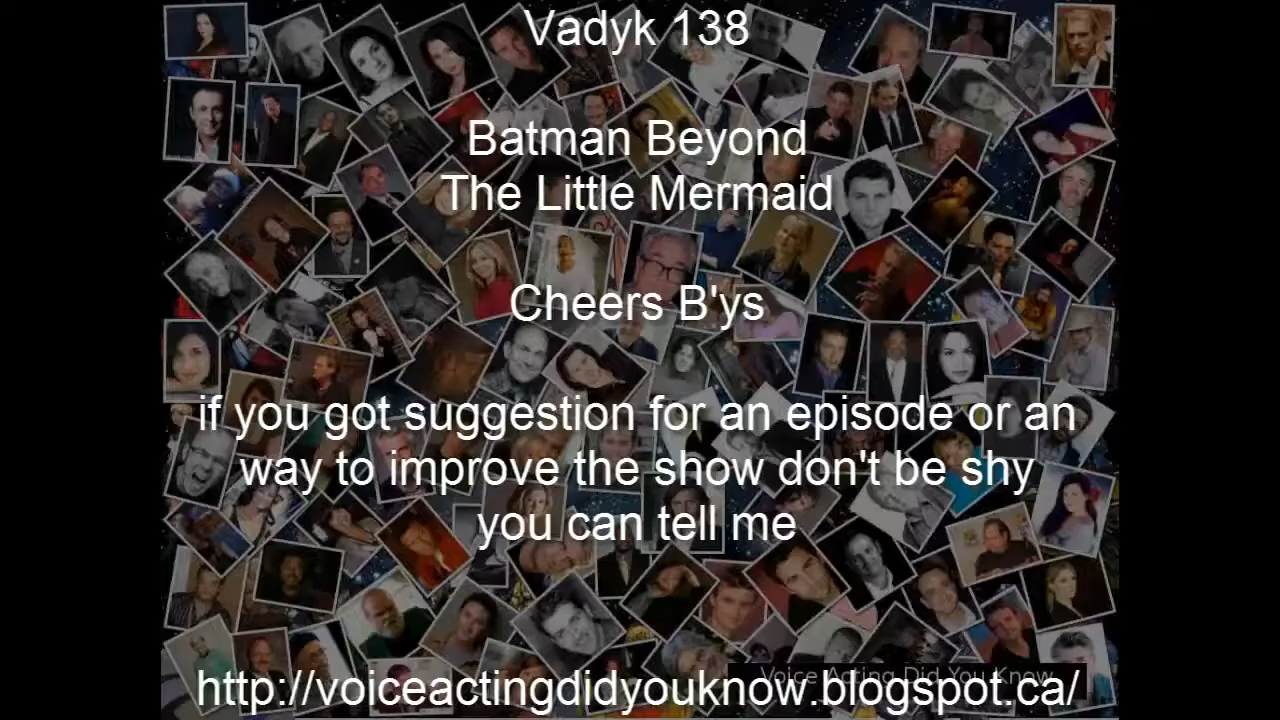 Vadyk 138
Batman Beyond
The Little Mermaid
Cheers B'ys
if you got suggestion for an episode or an
way to improve the show don't be shy
you can tell me
Voice Acting Did You Know
http://voiceactingdidyouknow.blogspot.ca/